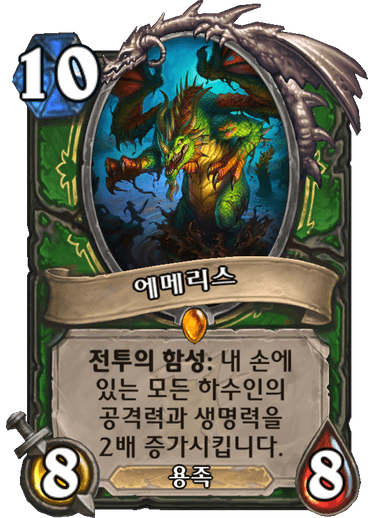 10
에메리스
전투의 함성: 내 손에
있는 모든 하수인의
공격력과 생명력을
2배 증가시킵니다.
8
용족
8